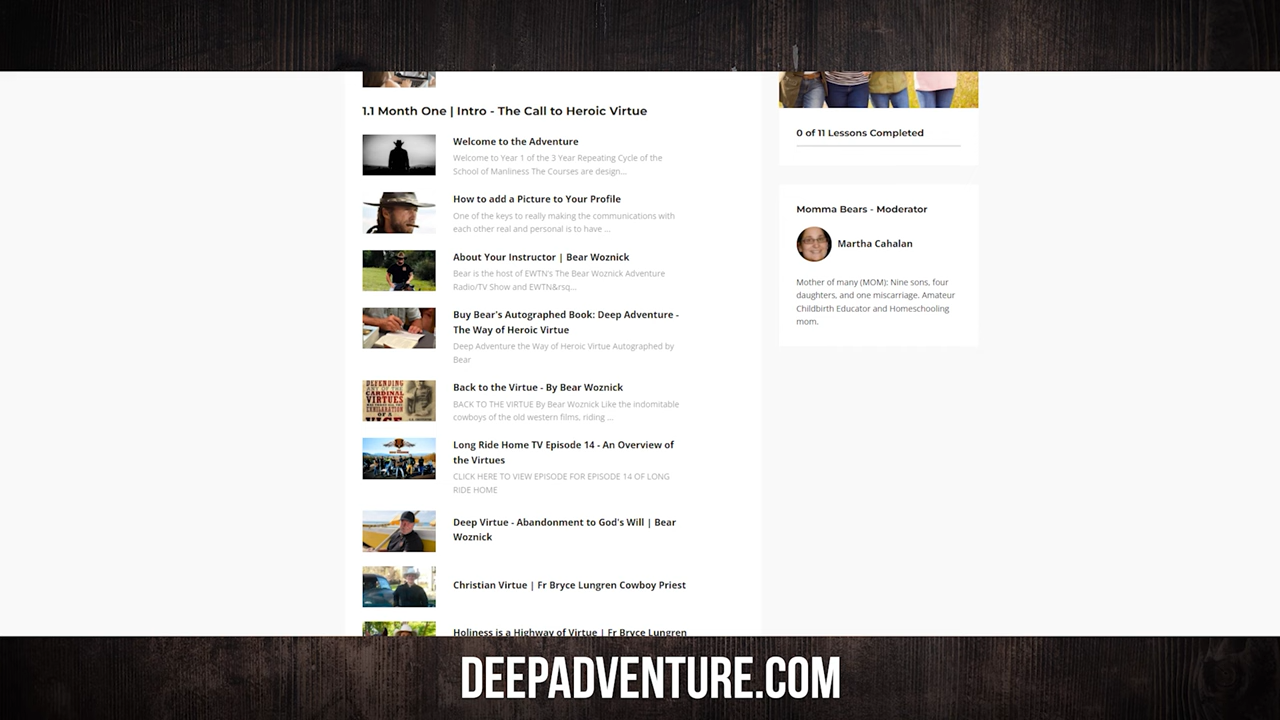 1.1 Month One | Intro - The Call to Heroic Virtue
Welcome to the Adventure
Welcome to Year 1 of the 3 Year Repeating Cycle of the
School of Manliness The Courses are design...
How to add a Picture to Your Profile
One of the keys to really making the communications with
each other real and personal is to have ...
About Your Instructor | Bear Woznick
Bear is the host of EWTN's The Bear Woznick Adventure
Radio/TV Show and EWTN&rsq...
Buy Bear's Autographed Book: Deep Adventure -
The Way of Heroic Virtue
Deep Adventure the Way of Heroic Virtue Autographed by
Bear
DEFENDING
ANY OF THE
CARDINAL
VIRTUES
OF A
VICE
Back to the Virtue - By Bear Woznick
BACK TO THE VIRTUE By Bear Woznick Like the indomitable
cowboys of the old western films, riding ...
Long Ride Home TV Episode 14 - An Overview of
the Virtues
CLICK HERE TO VIEW EPISODE FOR EPISODE 14 OF LONG
RIDE HOME
Deep Virtue - Abandonment to God's Will | Bear
Woznick
Christian Virtue | Fr Bryce Lungren Cowboy Priest
Holiness is a Highway of Virtue | Fr Bryce Lungren
0 of 11 Lessons Completed
Momma Bears - Moderator
Martha Cahalan
Mother of many (MOM): Nine sons, four
daughters, and one miscarriage. Amateur
Childbirth Educator and Homeschooling
mom.
DEEPADVENTURE.COM